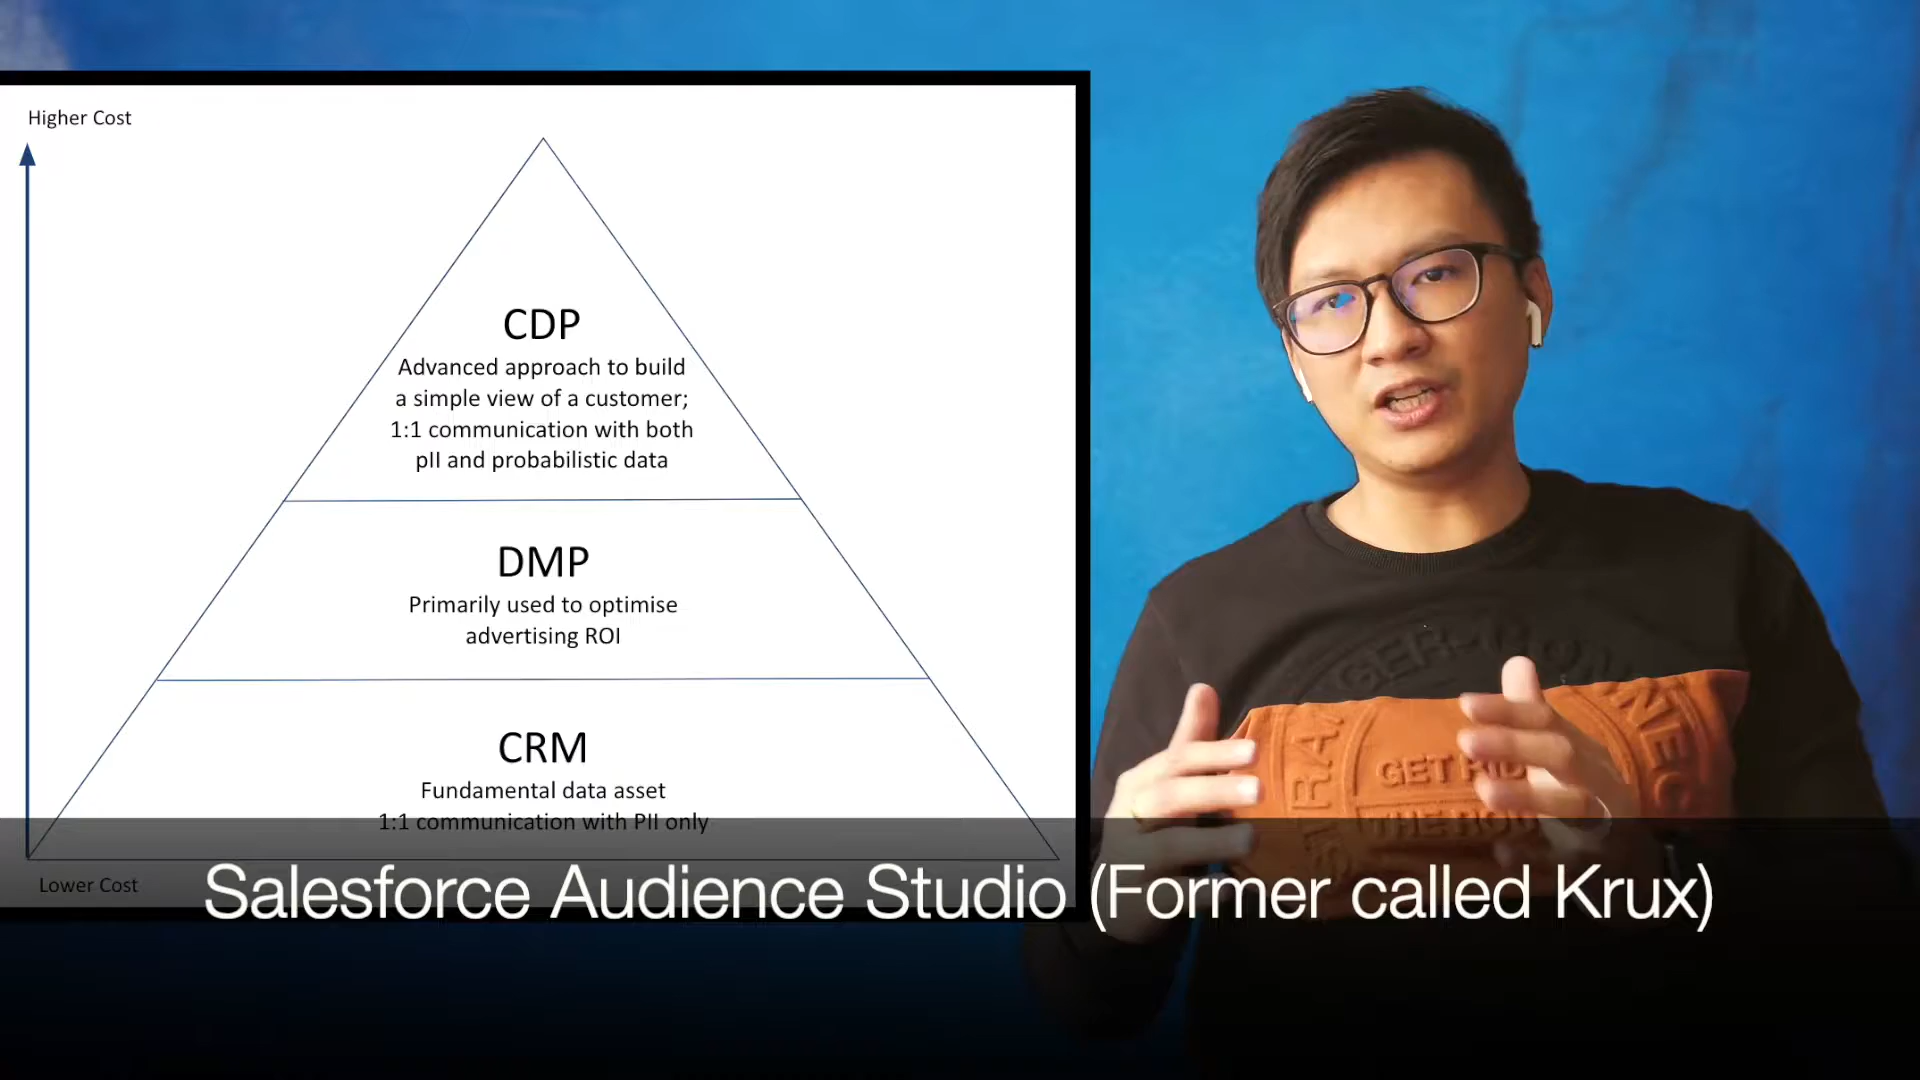 Higher Cost
CDP
Advanced approach to build
a simple view of a customer;
1:1 communication with both
pII and probabilistic data
DMP
Primarily used to optimise
advertising ROI
CRM
Fundamental data asset
1:1 communication with PII only
Lower Cost
Salesforce Audience Studio (Former called Krux)
GET RID